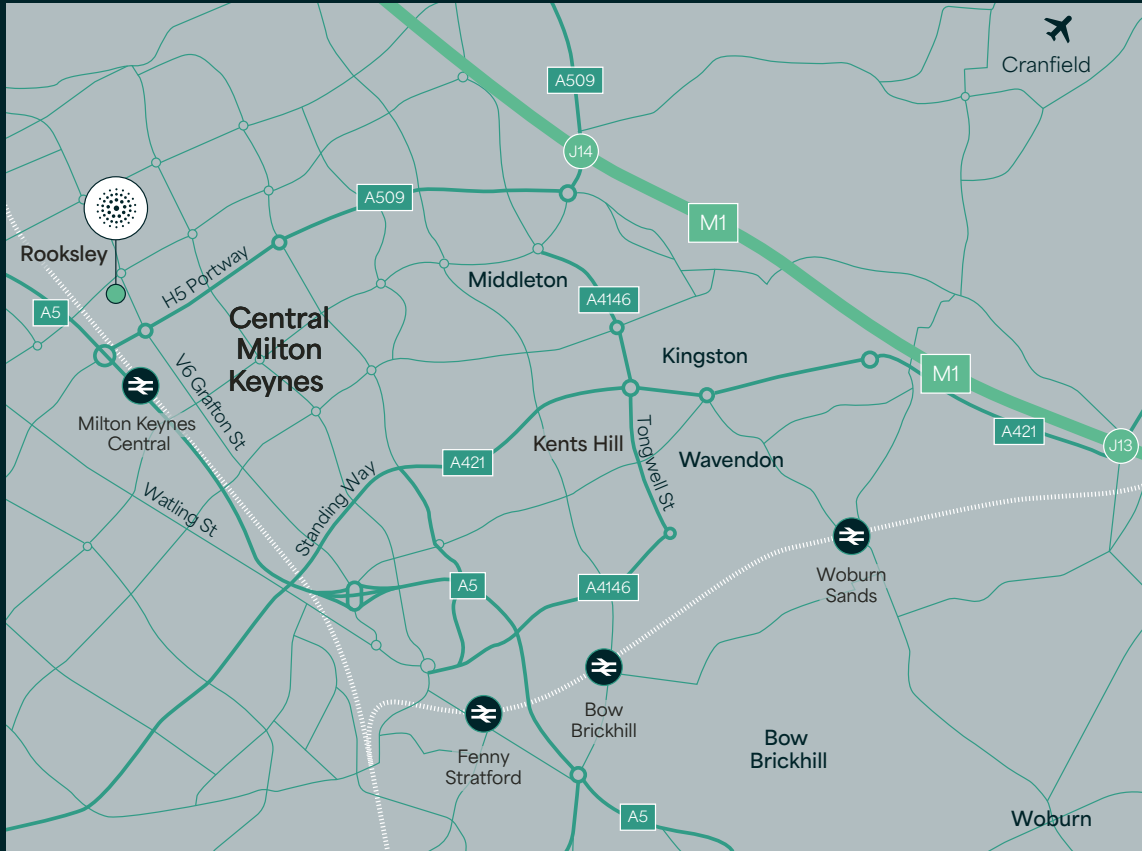 Cranfield
A509
J14
A509
M1
Rooksley
H5 Portway
Middleton
A5
A4146
Central
Milton
Keynes
Kingston
V6 Grafton St
M1
Milton Keynes
Central
Kents Hill
Tongwell St
A421
J13
Wavendon
A421
Watling St
Standing Way
A5
A4146
Woburn
Sands
Bow
Brickhill
Fenny
Stratford
Bow
Brickhill
A5
Woburn